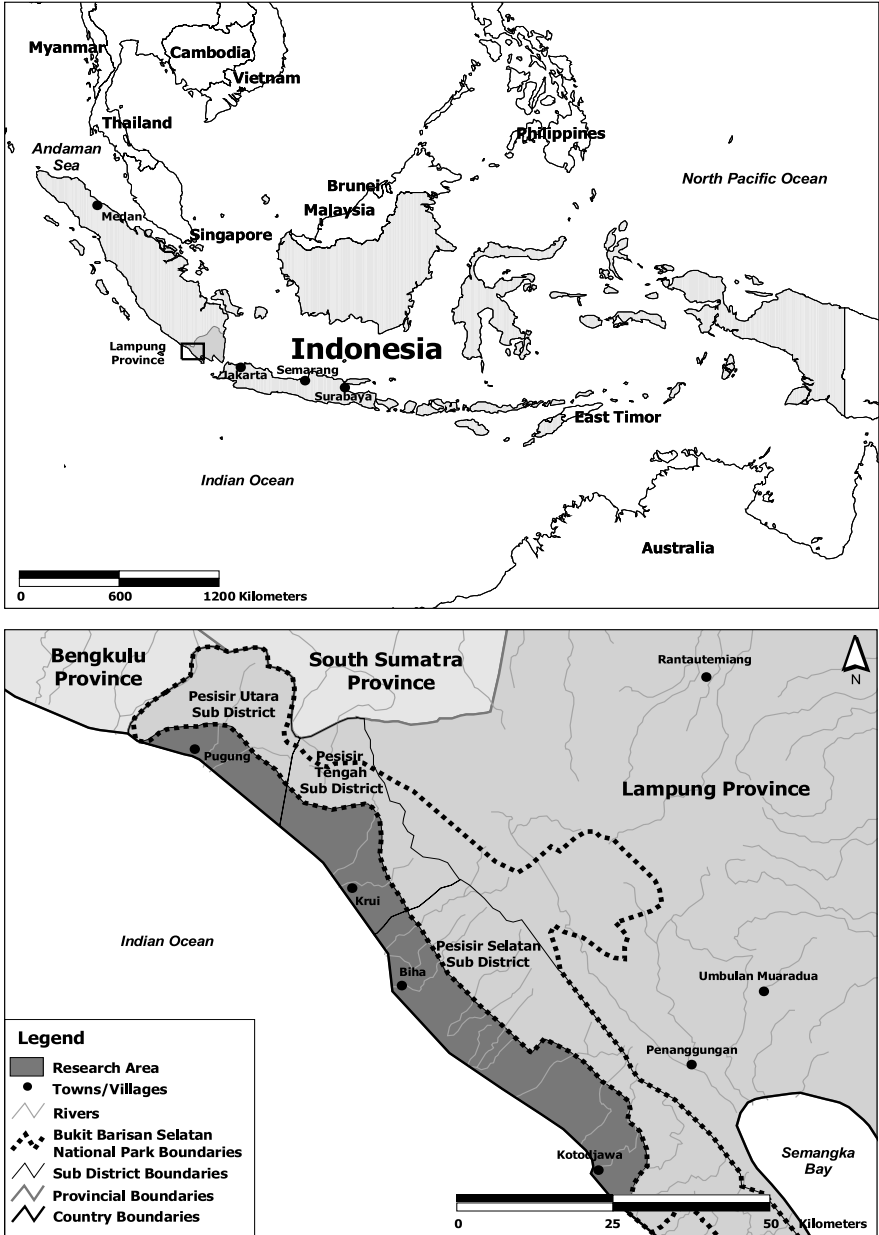 Myanmar
Cambodia
Vietnam
Thailand
Andaman
Sea
Philippines
Brunei
North Pacific Ocean
Malaysia
Medan
Singapore
Lampung
Province
Indonesia
Jakarta
Semarang
Surabaya
East Timor
Indian Ocean
Australia
0 600 1200 Kilometers
Bengkulu
Province
South Sumatra
Province
Rantautemiang
N
Pesisir Utara
Sub District
Pugung
Pesisir
Tengah
Sub District
Lampung Province
Krui
Indian Ocean
Pesisir Selatan
Sub District
Biha
Umbulan Muaradua
Penanggungan
Legend
Research Area
Towns/Villages
Rivers
Bukit Barisan Selatan
National Park Boundaries
Sub District Boundaries
Provincial Boundaries
Country Boundaries
Kotodjawa
Semangka
Bay
0 25 50 Kilometers